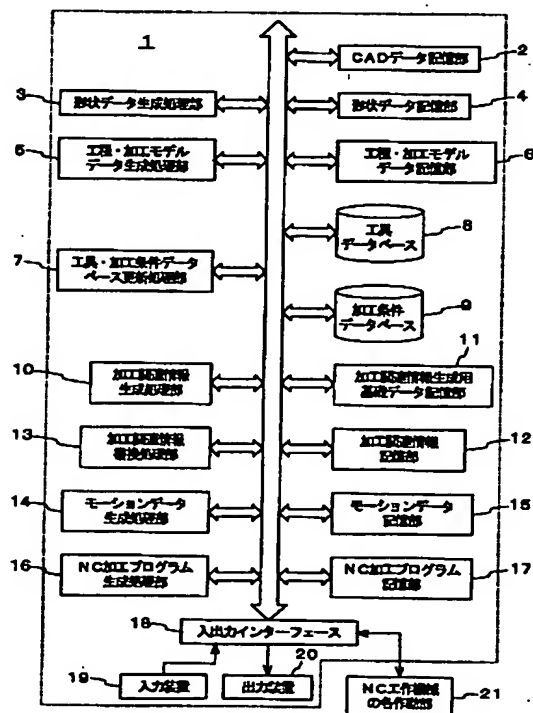 1
CADデータ記憶部
2
3
形状データ生成処理部
形状データ記憶部
4
5
工程・加工モデル
データ生成処理部
工程・加工モデル
データ記憶部
6
工具
データベース
8
7
工具・加工条件データ
ベース更新処理部
加工条件
データベース
9
10
加工関連情報
生成処理部
11
加工関連情報生成用
基礎データ記憶部
13
加工関連情報
置換処理部
加工関連情報
記憶部
12
14
モーションデータ
生成処理部
モーションデータ
記憶部
15
16
NC加工プログラム
生成処理部
NC加工プログラム
記憶部
17
18
入出力インターフェース
19
入力装置
20
出力装置
NC工作機械
の各作動部
21